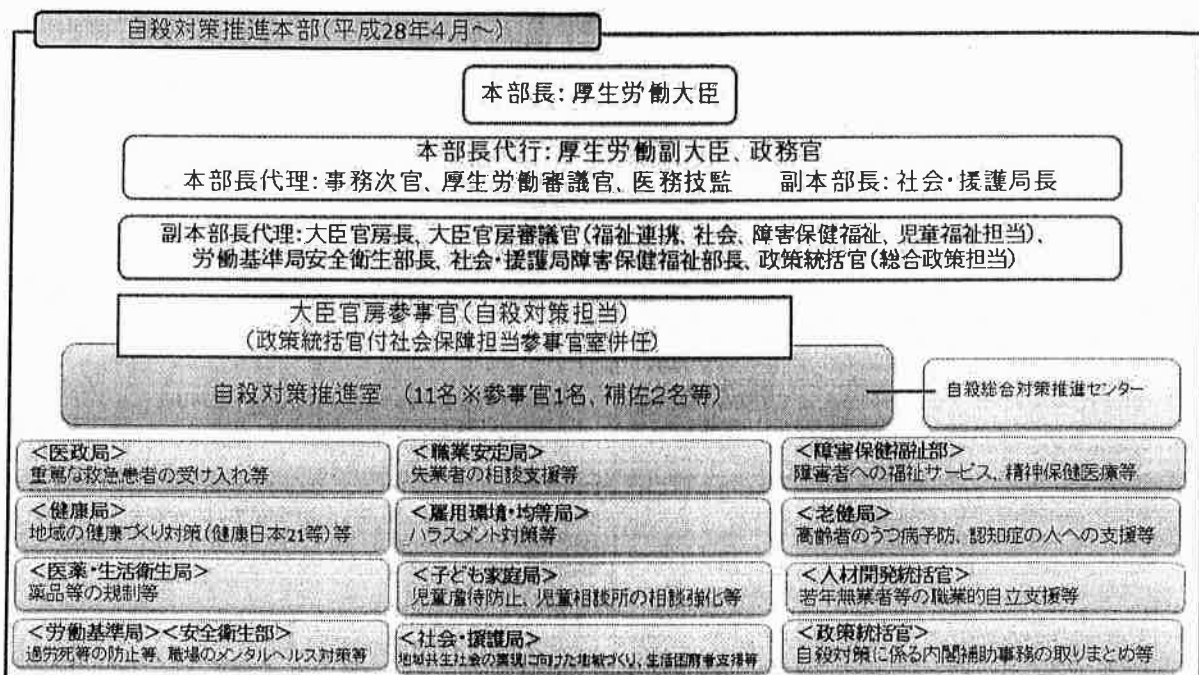 自殺対策推進本部(平成28年4月～)
本部長:厚生労働大臣
本部長代行:厚生労働副大臣、政務官
本部長代理:事務次官、厚生労働審議官、医務技監　　副本部長:社会・援護局長
副本部長代理:大臣官房長、大臣官房審議官(福祉連携、社会、障害保健福祉、児童福祉担当)、
労働基準局安全衛生部長、社会・援護局障害保健福祉部長、政策統括官(総合政策担当)
大臣官房参事官(自殺対策担当)
(政策統括官付社会保障担当参事官室併任)
自殺対策推進室　(11名※参事官1名、補佐2名等)
自殺総合対策推進センター
<医政局>
重篤な救急患者の受け入れ等
<職業安定局>
失業者の相談支援等
<障害保健福祉部>
障害者への福祉サービス、精神保健医療等
<健康局>
地域の健康づくり対策(健康日本21等)等
<雇用環境・均等局>
ハラスメント対策等
<老健局>
高齢者のうつ病予防、認知症の人への支援等
<医薬・生活衛生局>
薬品等の規制等
<子ども家庭局>
児童虐待防止、児童相談所の相談強化等
<人材開発統括官>
若年無業者等の職業的自立支援等
<労働基準局><安全衛生部>
過労死等の防止等、職場のメンタルヘルス対策等
<社会・援護局>
地域共生社会の実現に向けた地域づくり、生活困窮者支援等
<政策統括官>
自殺対策に係る内閣補助事務の取りまとめ等